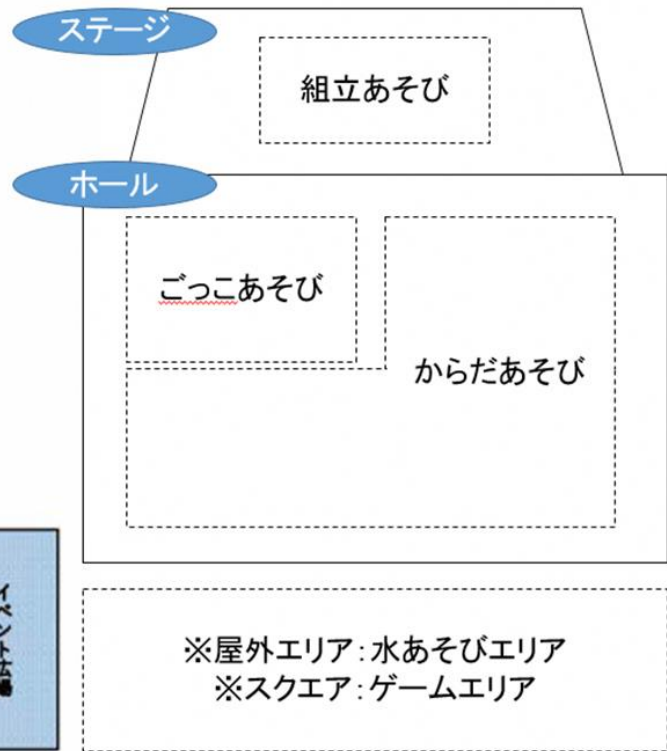 ステージ
組立あそび
ホール
ごっこあそび
からだあそび
イベント広場
※屋外エリア：水あそびエリア
※スクエア：ゲームエリア